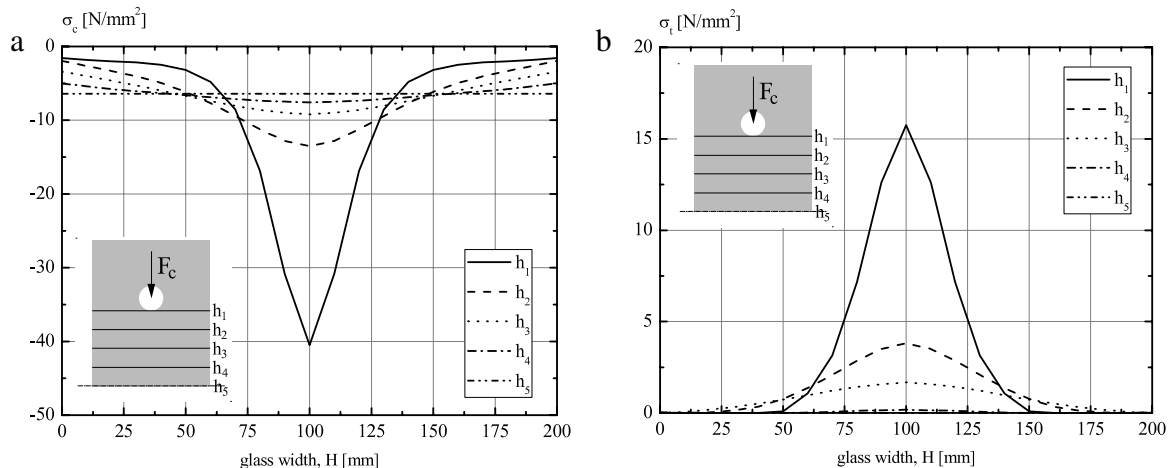 a
σc [N/mm²]
0
-10
-20
-30
-40
-50
Fc
h1
h2
h3
h4
h5
h1
h2
h3
h4
h5
0 25 50 75 100 125 150 175 200
glass width, H [mm]
b
σt [N/mm²]
20
15
10
5
0
Fc
h1
h2
h3
h4
h5
h1
h2
h3
h4
h5
0 25 50 75 100 125 150 175 200
glass width, H [mm]